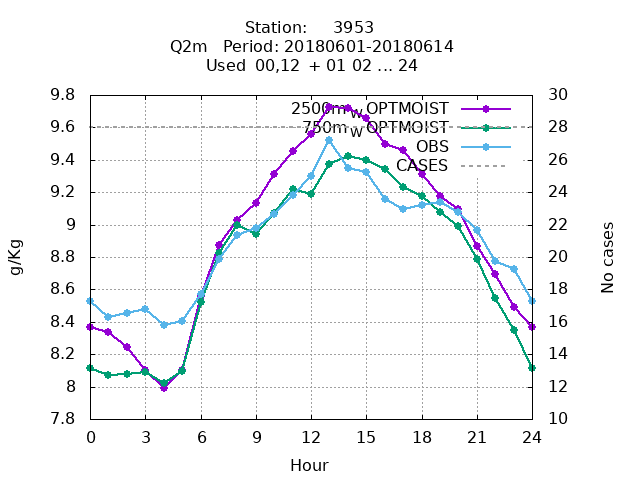 Station: 3953
Q2m Period: 20180601-20180614
Used 00,12 + 01 02 ... 24
9.8
9.6
9.4
9.2
9
8.8
8.6
8.4
8.2
8
7.8
g/Kg
2500m_W OPTMOIST
750m_W OPTMOIST
OBS
CASES
30
28
26
24
22
20
18
16
14
12
10
No cases
0 3 6 9 12 15 18 21 24
Hour